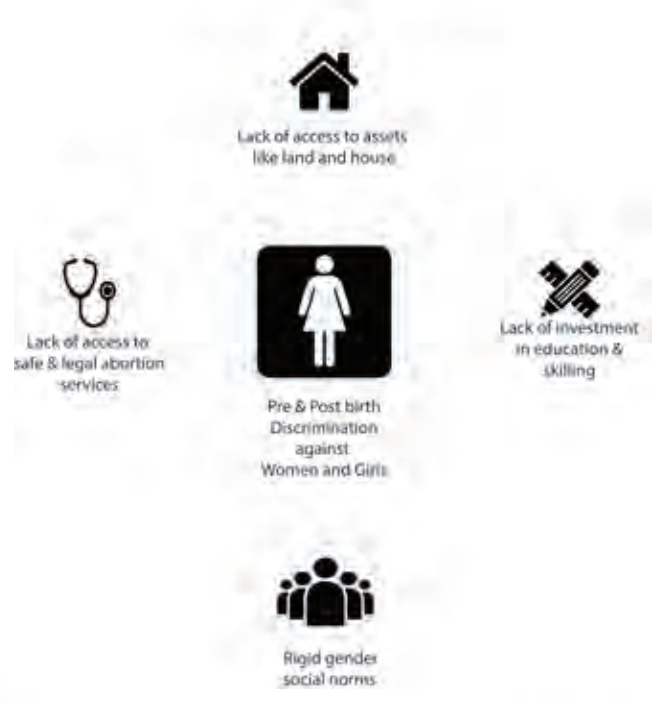 Lack of access to assets
like land and house
Lack of access to
safe & legal abortion
services
Pre & Post birth
Discrimination
against
Women and Girls
Lack of investment
in education &
skilling
Rigid gender
social norms